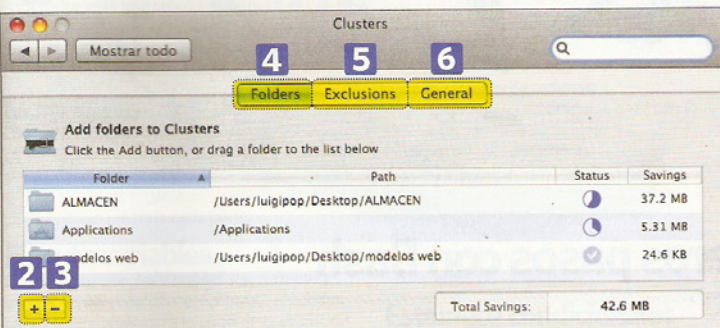 Clusters
Mostrar todo
4 5 6
Folders Exclusions General
Add folders to Clusters
Click the Add button, or drag a folder to the list below
Folder Path Status Savings
ALMACEN /Users/luigipop/Desktop/ALMACEN 37.2 MB
Applications /Applications 5.31 MB
modelos web /Users/luigipop/Desktop/modelos web 24.6 KB
2 3
+ −
Total Savings: 42.6 MB